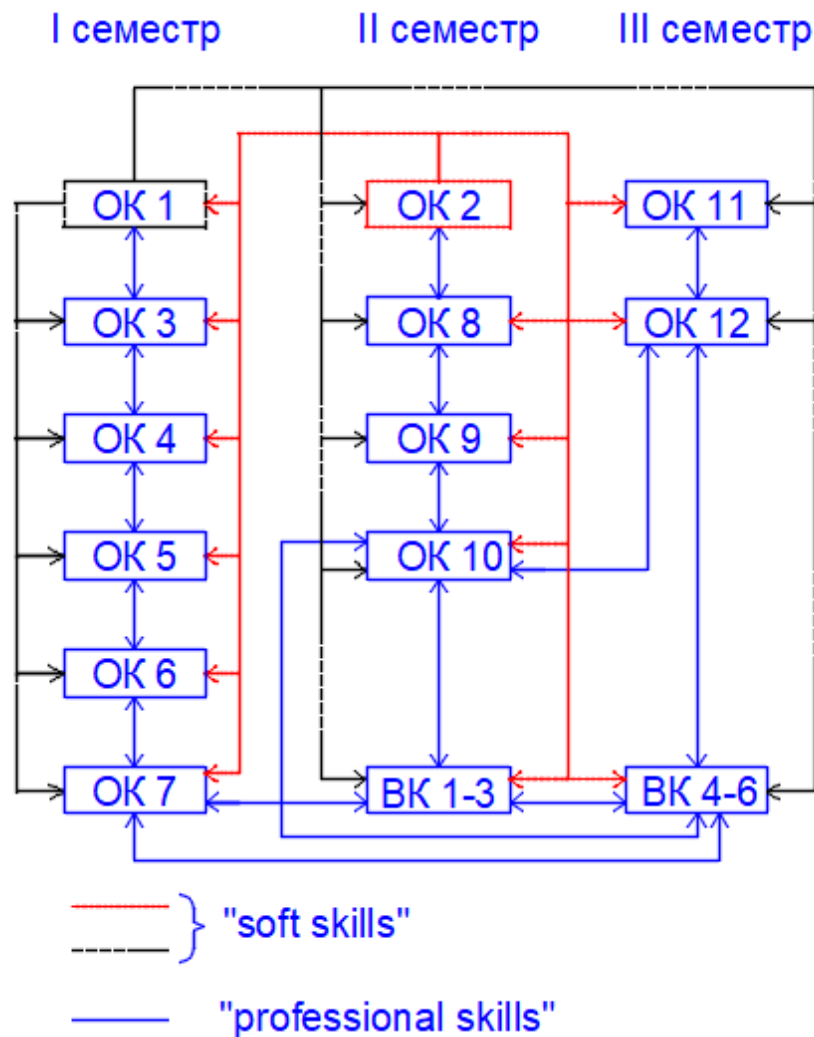 I семестр II семестр III семестр
ОК 1 ОК 2 ОК 11
ОК 3 ОК 8 ОК 12
ОК 4 ОК 9
ОК 5 ОК 10
ОК 6
ОК 7 ВК 1-3 ВК 4-6
"soft skills"
"professional skills"